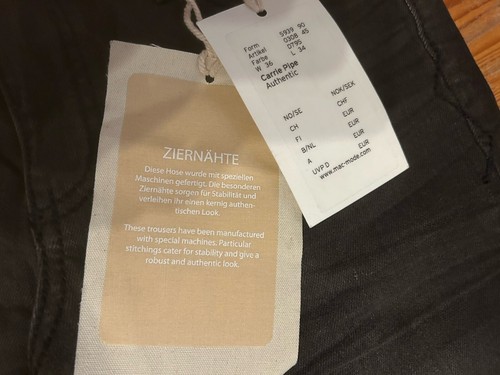 ZIERNÄHTE
Diese Hose wurde mit speziellen
Maschinen gefertigt. Die besonderen
Ziernähte sorgen für Stabilität und
verleihen ihr einen kernig authen-
tischen Look.
These trousers have been manufactured
with special machines. Particular
stitchings cater for stability and give a
robust and authentic look.
Form 5939 90
Artikel 0308 45
Farbe 079S
W 36 L 34
Carrie Pipe
Authentic
NO/SE NOK/SEK
CH CHF
FI EUR
B/NL EUR
A EUR
UVP D EUR
www.mac-mode.com